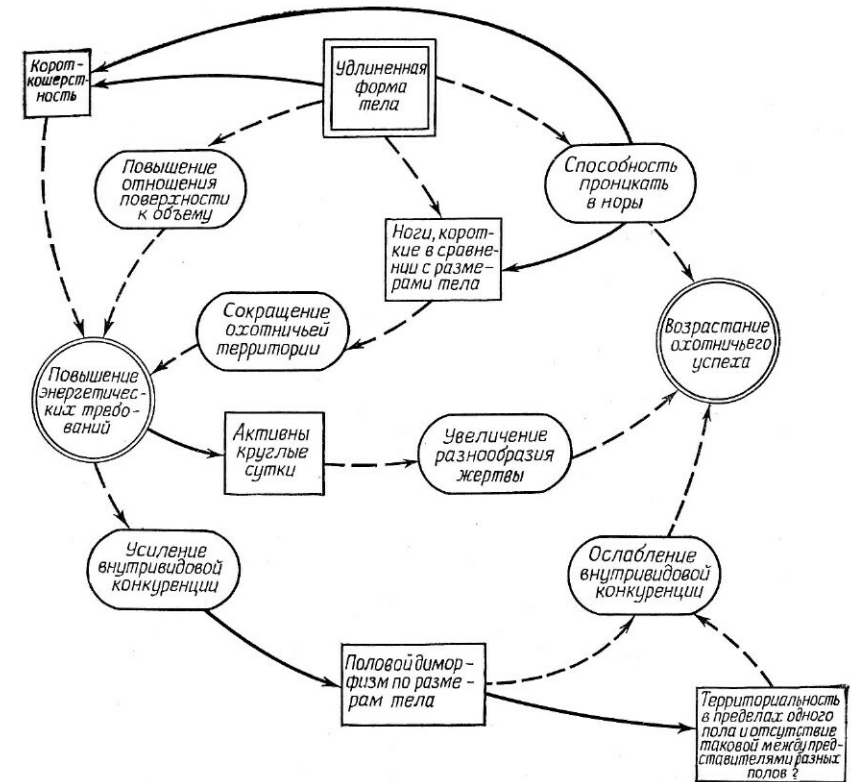 Корот-
кошерст-
ность
Удлиненная
форма
тела
Повышение
отношения
поверхности
к объему
Способность
проникать
в норы
Ноги, корот-
кие в сравне-
нии с разме-
рами тела
Сокращение
охотничьей
территории
Возрастание
охотничьего
успеха
Повышение
энергетичес-
ких требо-
ваний
Активны
круглые
сутки
Увеличение
разнообразия
жертвы
Усиление
внутривидовой
конкуренции
Ослабление
внутривидовой
конкуренции
Половой димор-
физм по разме-
рам тела
Территориальность
в пределах одного
пола и отсутствие
таковой между пред-
ставителями разных
полов ?